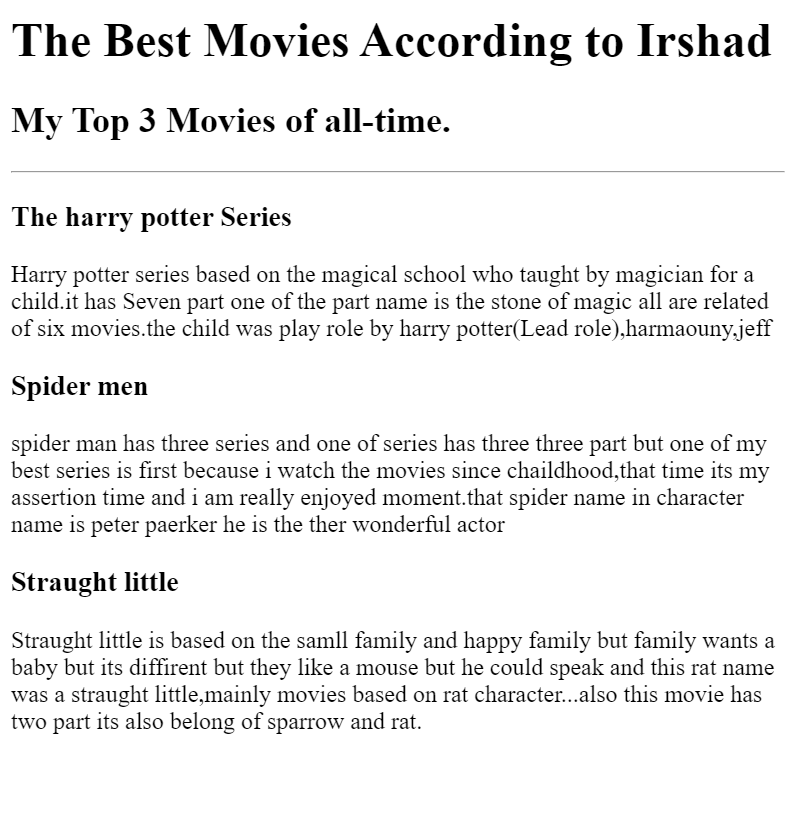 The Best Movies According to Irshad
My Top 3 Movies of all-time.
The harry potter Series
Harry potter series based on the magical school who taught by magician for a
child.it has Seven part one of the part name is the stone of magic all are related
of six movies.the child was play role by harry potter(Lead role),harmaouny,jeff
Spider men
spider man has three series and one of series has three three part but one of my
best series is first because i watch the movies since chaildhood,that time its my
assertion time and i am really enjoyed moment.that spider name in character
name is peter paerker he is the ther wonderful actor
Straught little
Straught little is based on the samll family and happy family but family wants a
baby but its diffirent but they like a mouse but he could speak and this rat name
was a straught little,mainly movies based on rat character...also this movie has
two part its also belong of sparrow and rat.